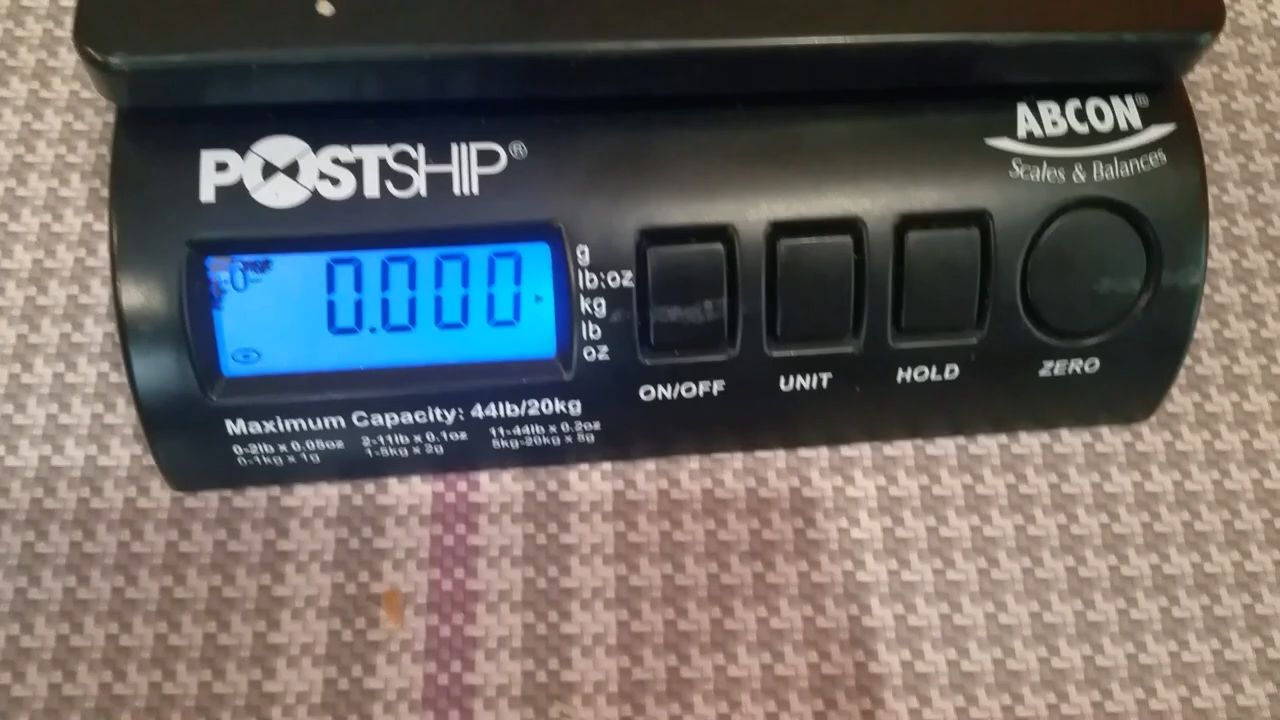 POSTSHIP®
ABCON®
Scales & Balances
0.000
g
lb:oz
kg
lb
oz
ON/OFF
UNIT
HOLD
ZERO
Maximum Capacity: 44lb/20kg
0-2lb x 0.05oz 2-11lb x 0.1oz 11-44lb x 0.2oz
0-1kg x 1g 1-5kg x 2g 5kg-20kg x 5g